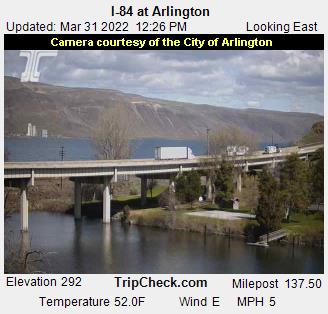 I-84 at Arlington
Updated: Mar 31 2022 12:26 PM Looking East
Camera courtesy of the City of Arlington
Elevation 292 TripCheck.com Milepost 137.50
Temperature 52.0F Wind E MPH 5